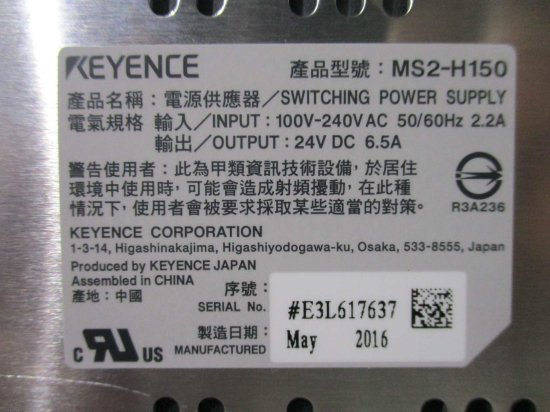 KEYENCE 產品型號：MS2-H150
產品名稱：電源供應器／SWITCHING POWER SUPPLY
電氣規格 輸入／INPUT : 100V-240V AC 50/60Hz 2.2A
輸出／OUTPUT : 24V DC 6.5A
警告使用者：此為甲類資訊技術設備，於居住
環境中使用時，可能會造成射頻擾動，在此種
情況下，使用者會被要求採取某些適當的對策。
R3A236
KEYENCE CORPORATION
1-3-14, Higashinakajima, Higashiyodogawa-ku, Osaka, 533-8555, Japan
Produced by KEYENCE JAPAN
Assembled in CHINA
產地：中國
序號：
SERIAL No.
#E3L617637
製造日期：
MANUFACTURED
May 2016
c RU US